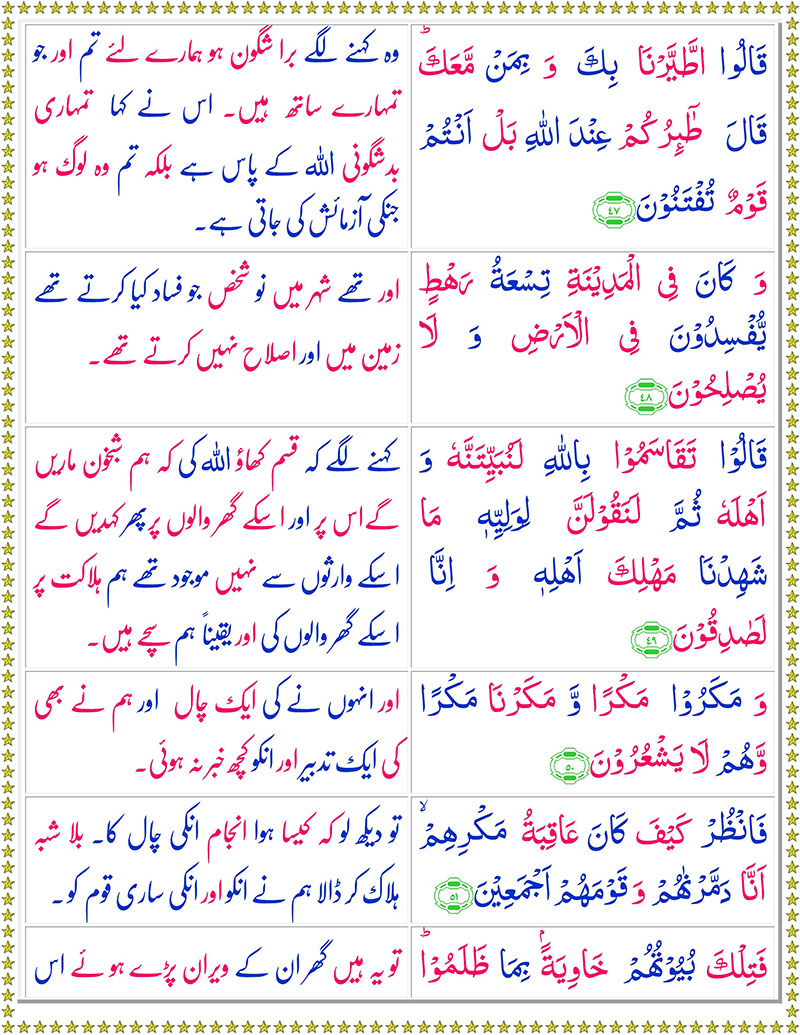 قَالُوا اطَّيَّرْنَا بِكَ وَ بِمَنْ مَّعَكَ ؕ
قَالَ طٰٓئِرُكُمْ عِنْدَ اللّٰهِ بَلْ اَنْتُمْ
قَوْمٌ تُفْتَنُوْنَ ﴿٤٧﴾
وہ کہنے لگے برا شگون ہو ہمارے لئے تم اور جو
تمہارے ساتھ ہیں۔ اس نے کہا تمہاری
بدشگونی اللہ کے پاس ہے بلکہ تم وہ لوگ ہو
جنکی آزمائش کی جاتی ہے۔
وَ كَانَ فِى الْمَدِيْنَةِ تِسْعَةُ رَهْطٍ
يُّفْسِدُوْنَ فِى الْاَرْضِ وَ لَا
يُصْلِحُوْنَ ﴿٤٨﴾
اور تھے شہر میں نو شخص جو فساد کیا کرتے تھے
زمین میں اور اصلاح نہیں کرتے تھے۔
قَالُوْا تَقَاسَمُوْا بِاللّٰهِ لَنُبَيِّتَنَّهٗ وَ
اَهْلَهٗ ثُمَّ لَنَقُوْلَنَّ لِوَلِيِّهٖ مَا
شَهِدْنَا مَهْلِكَ اَهْلِهٖ وَ اِنَّا
لَصٰدِقُوْنَ ﴿٤٩﴾
کہنے لگے کہ قسم کھاؤ اللہ کی کہ ہم شبخون ماریں
گے اس پر اور اسکے گھر والوں پر پھر کہدیں گے
اسکے وارثوں سے نہیں موجود تھے ہم ہلاکت پر
اسکے گھر والوں کی اور یقیناً ہم سچے ہیں۔
وَ مَكَرُوْا مَكْرًا وَّ مَكَرْنَا مَكْرًا
وَّهُمْ لَا يَشْعُرُوْنَ ﴿٥٠﴾
اور انہوں نے کی ایک چال اور ہم نے بھی
کی ایک تدبیر اور انکو کچھ خبر نہ ہوئی۔
فَانْظُرْ كَيْفَ كَانَ عَاقِبَةُ مَكْرِهِمْ ۙ
اَنَّا دَمَّرْنٰهُمْ وَ قَوْمَهُمْ اَجْمَعِيْنَ ﴿٥١﴾
تو دیکھ لو کہ کیسا ہوا انجام انکی چال کا۔ بلا شبہ
ہلاک کر ڈالا ہم نے انکو اور انکی ساری قوم کو۔
فَتِلْكَ بُيُوْتُهُمْ خَاوِيَةًۢ بِمَا ظَلَمُوْا ؕ
تو یہ ہیں گھر ان کے ویران پڑے ہوئے اس